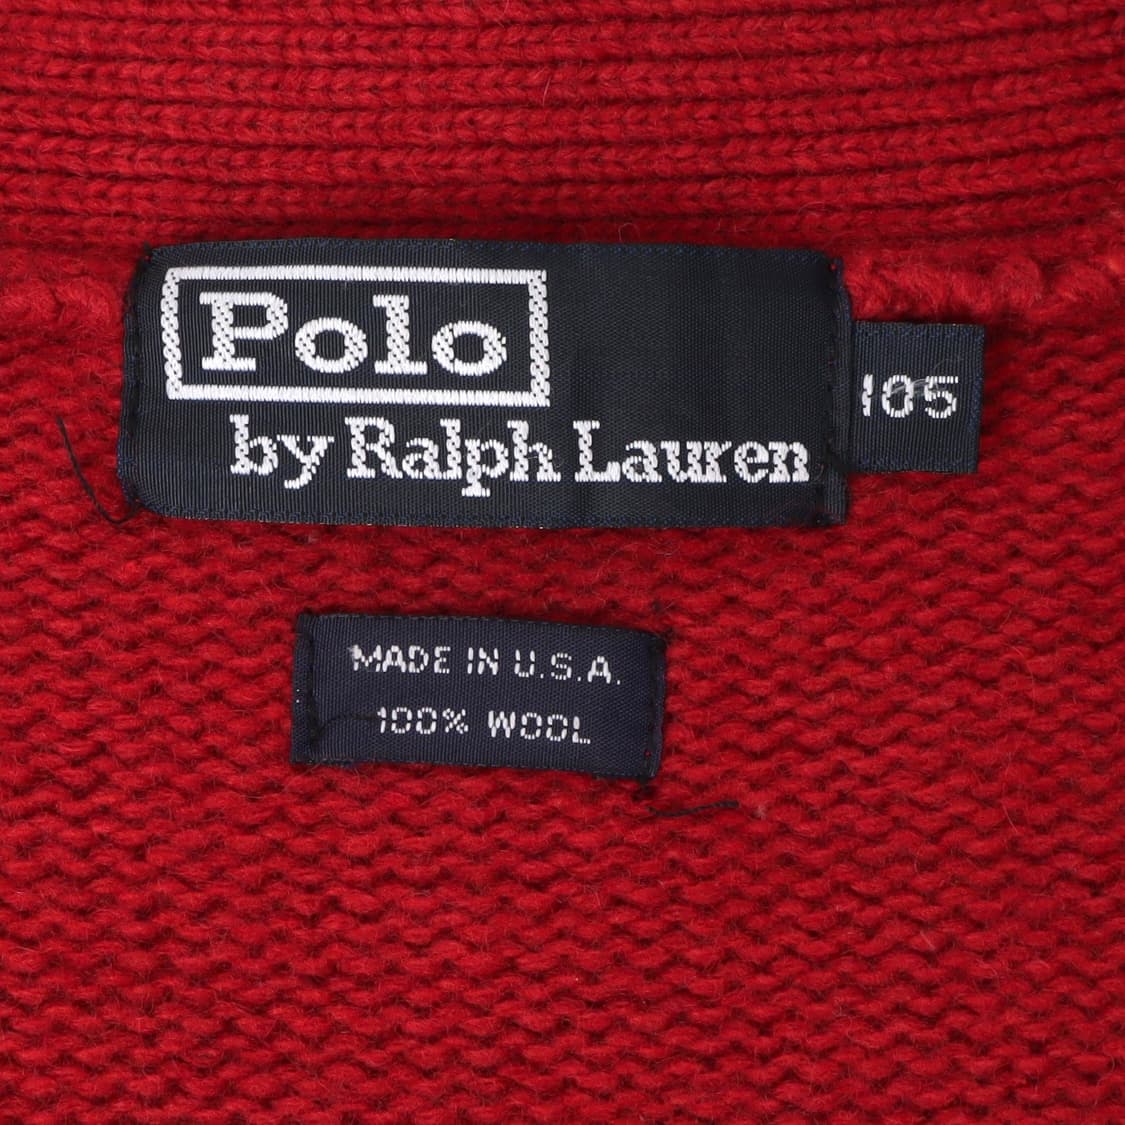 Polo
by Ralph Lauren
105
MADE IN U.S.A.
100% WOOL